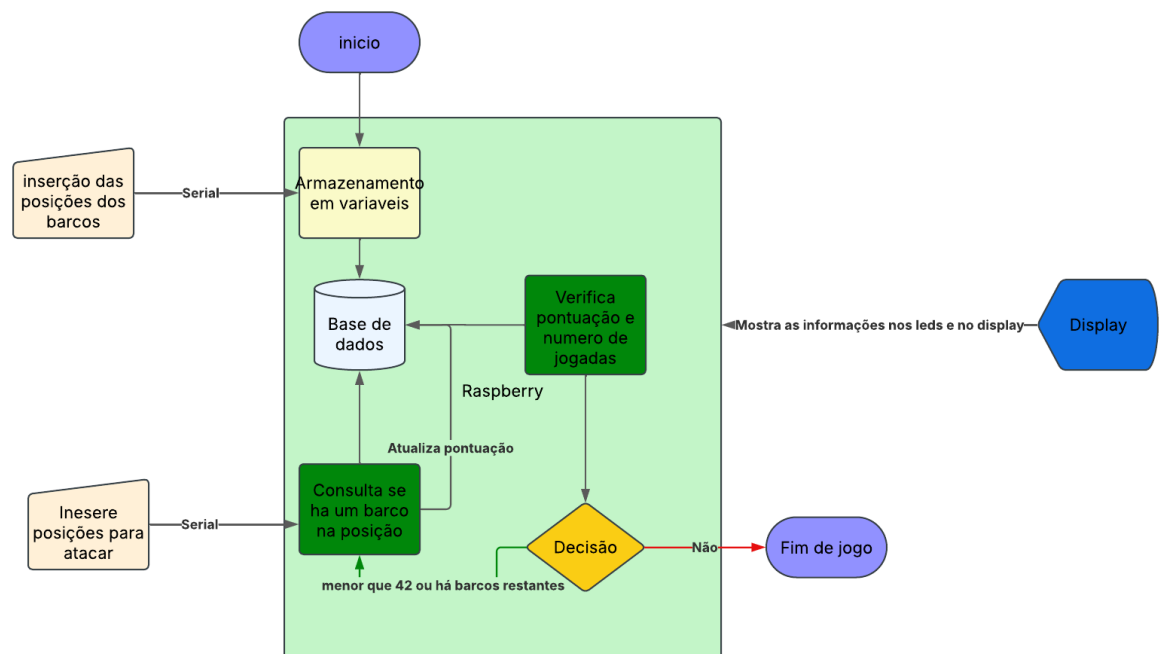 inicio
inserção das
posições dos
barcos
Serial
Armazenamento
em variaveis
Base de
dados
Verifica
pontuação e
numero de
jogadas
Mostra as informações nos leds e no display
Display
Raspberry
Atualiza pontuação
Inesere
posições para
atacar
Serial
Consulta se
ha um barco
na posição
Decisão
Não
Fim de jogo
menor que 42 ou há barcos restantes